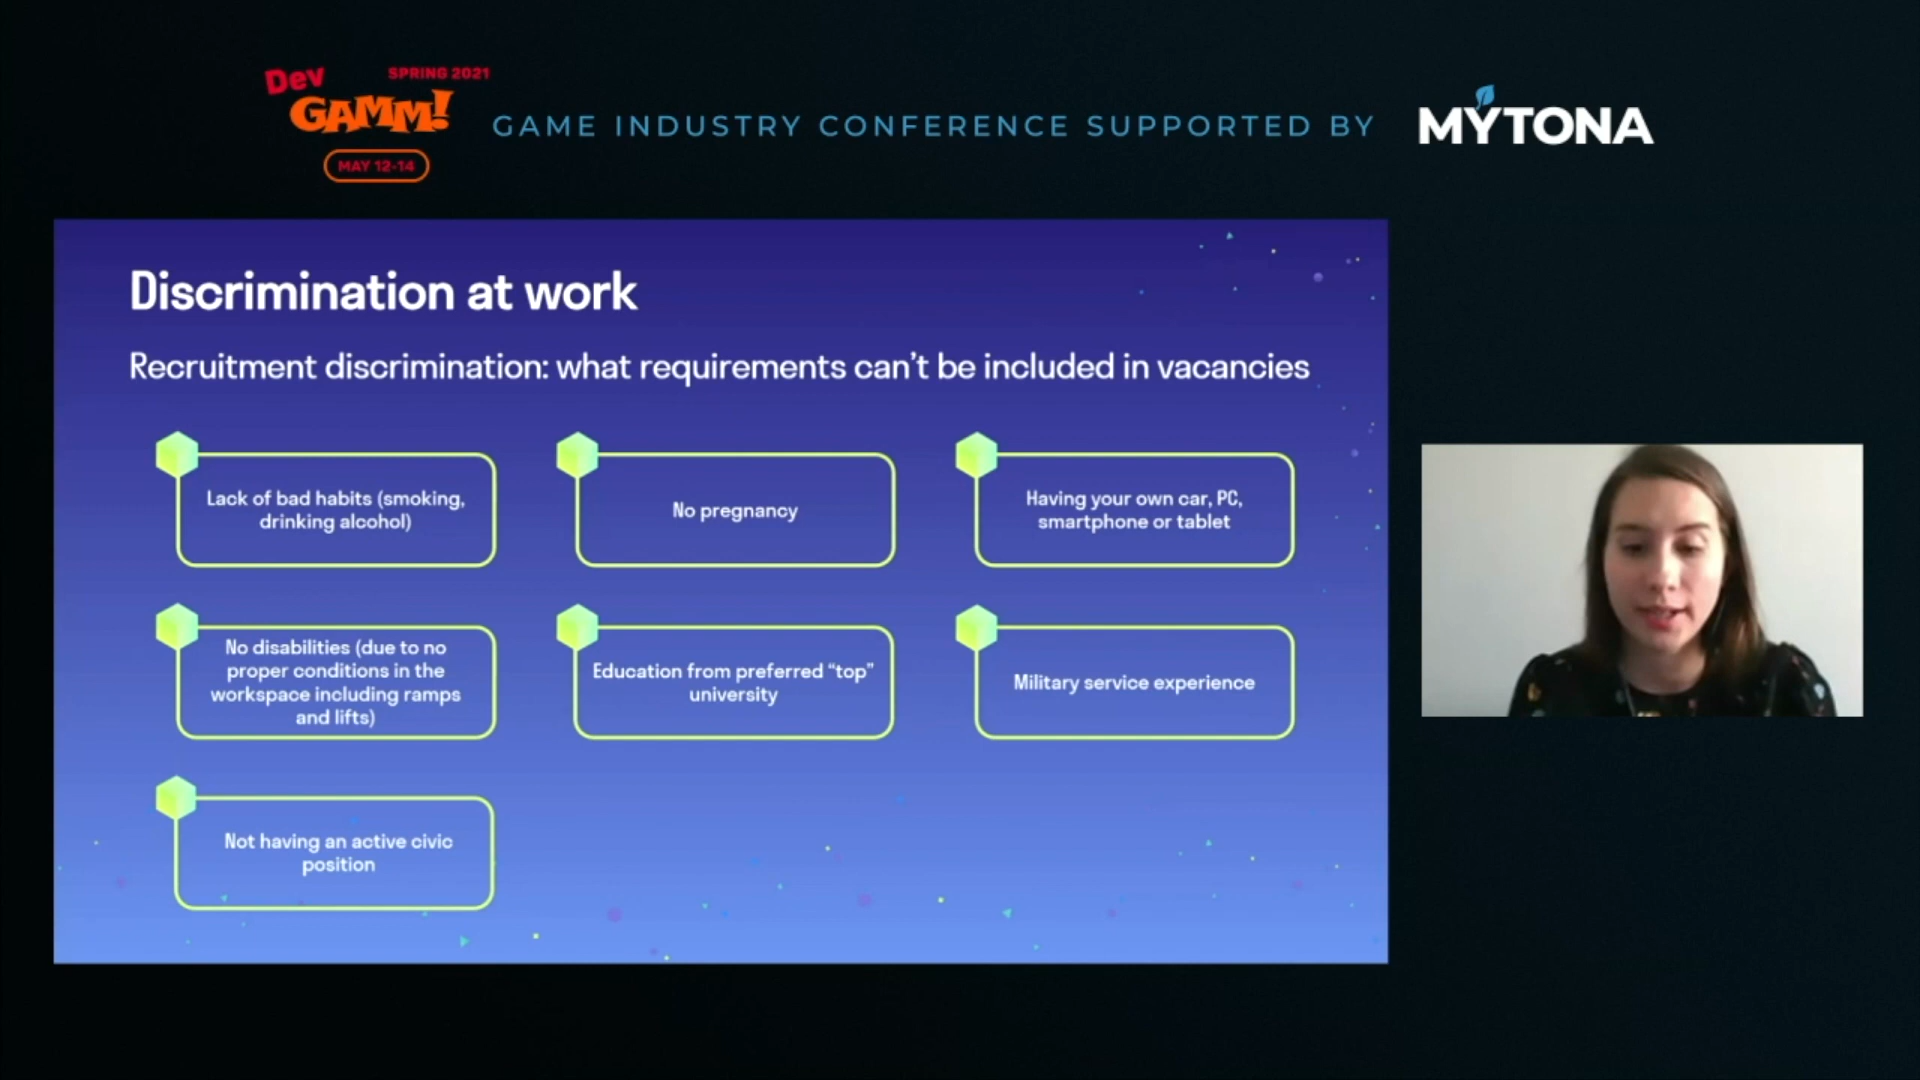 Dev
SPRING 2021
GAMM!
MAY 12-14
GAME INDUSTRY CONFERENCE SUPPORTED BY
MYTONA
Discrimination at work
Recruitment discrimination: what requirements can't be included in vacancies
Lack of bad habits (smoking,
drinking alcohol)
No pregnancy
Having your own car, PC,
smartphone or tablet
No disabilities (due to no
proper conditions in the
workspace including ramps
and lifts)
Education from preferred “top”
university
Military service experience
Not having an active civic
position